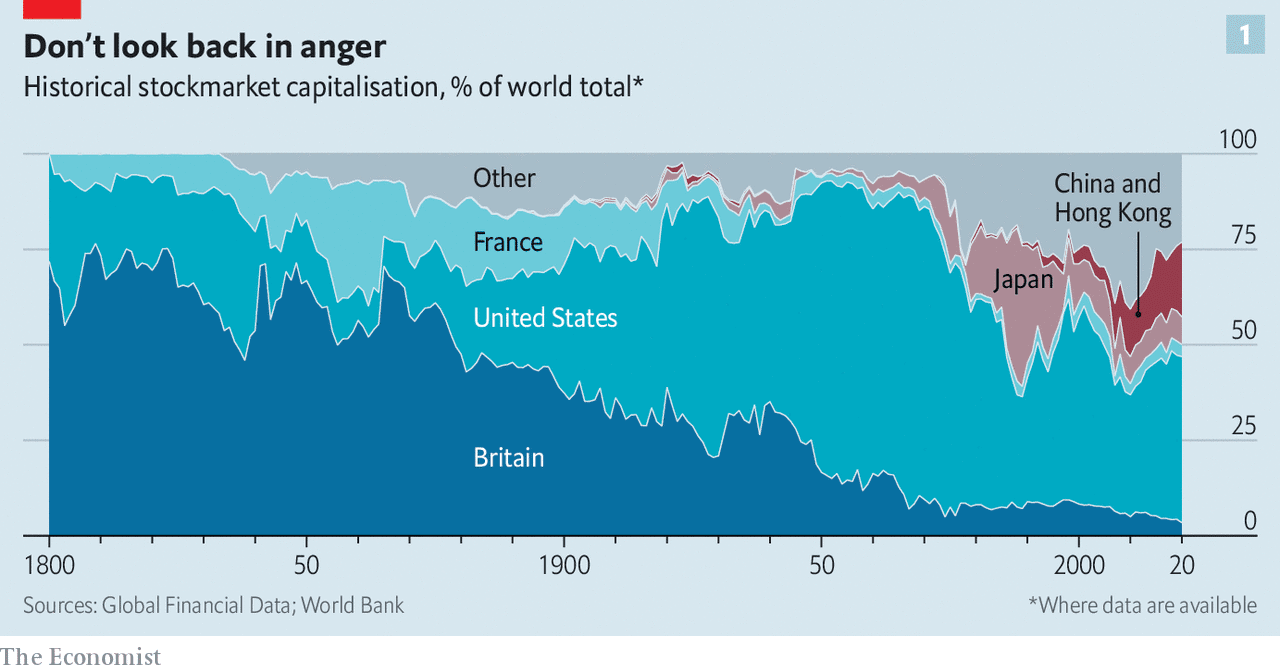 Don’t look back in anger
1
Historical stockmarket capitalisation, % of world total*
100
Other
China and
Hong Kong
France
75
Japan
United States
50
25
Britain
0
1800
50
1900
50
2000
20
Sources: Global Financial Data; World Bank
*Where data are available
The Economist